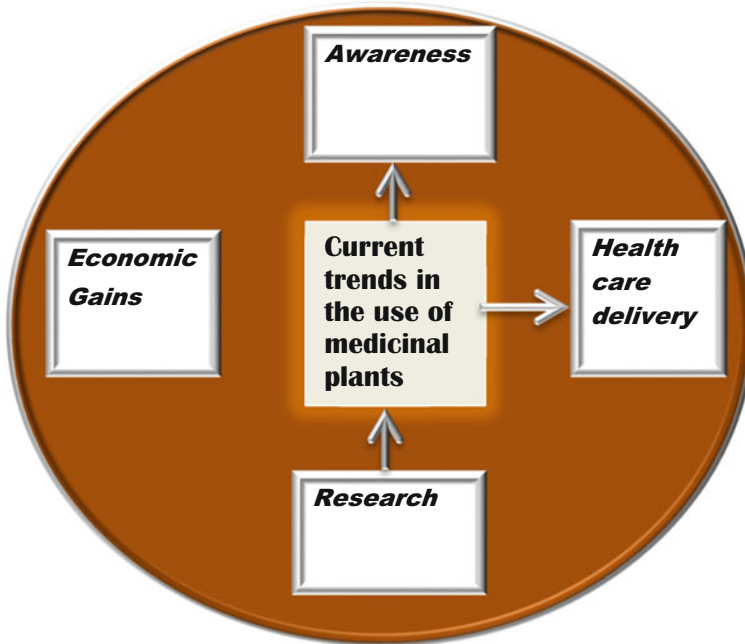 Awareness
Economic
Gains
Current
trends in
the use of
medicinal
plants
Health
care
delivery
Research